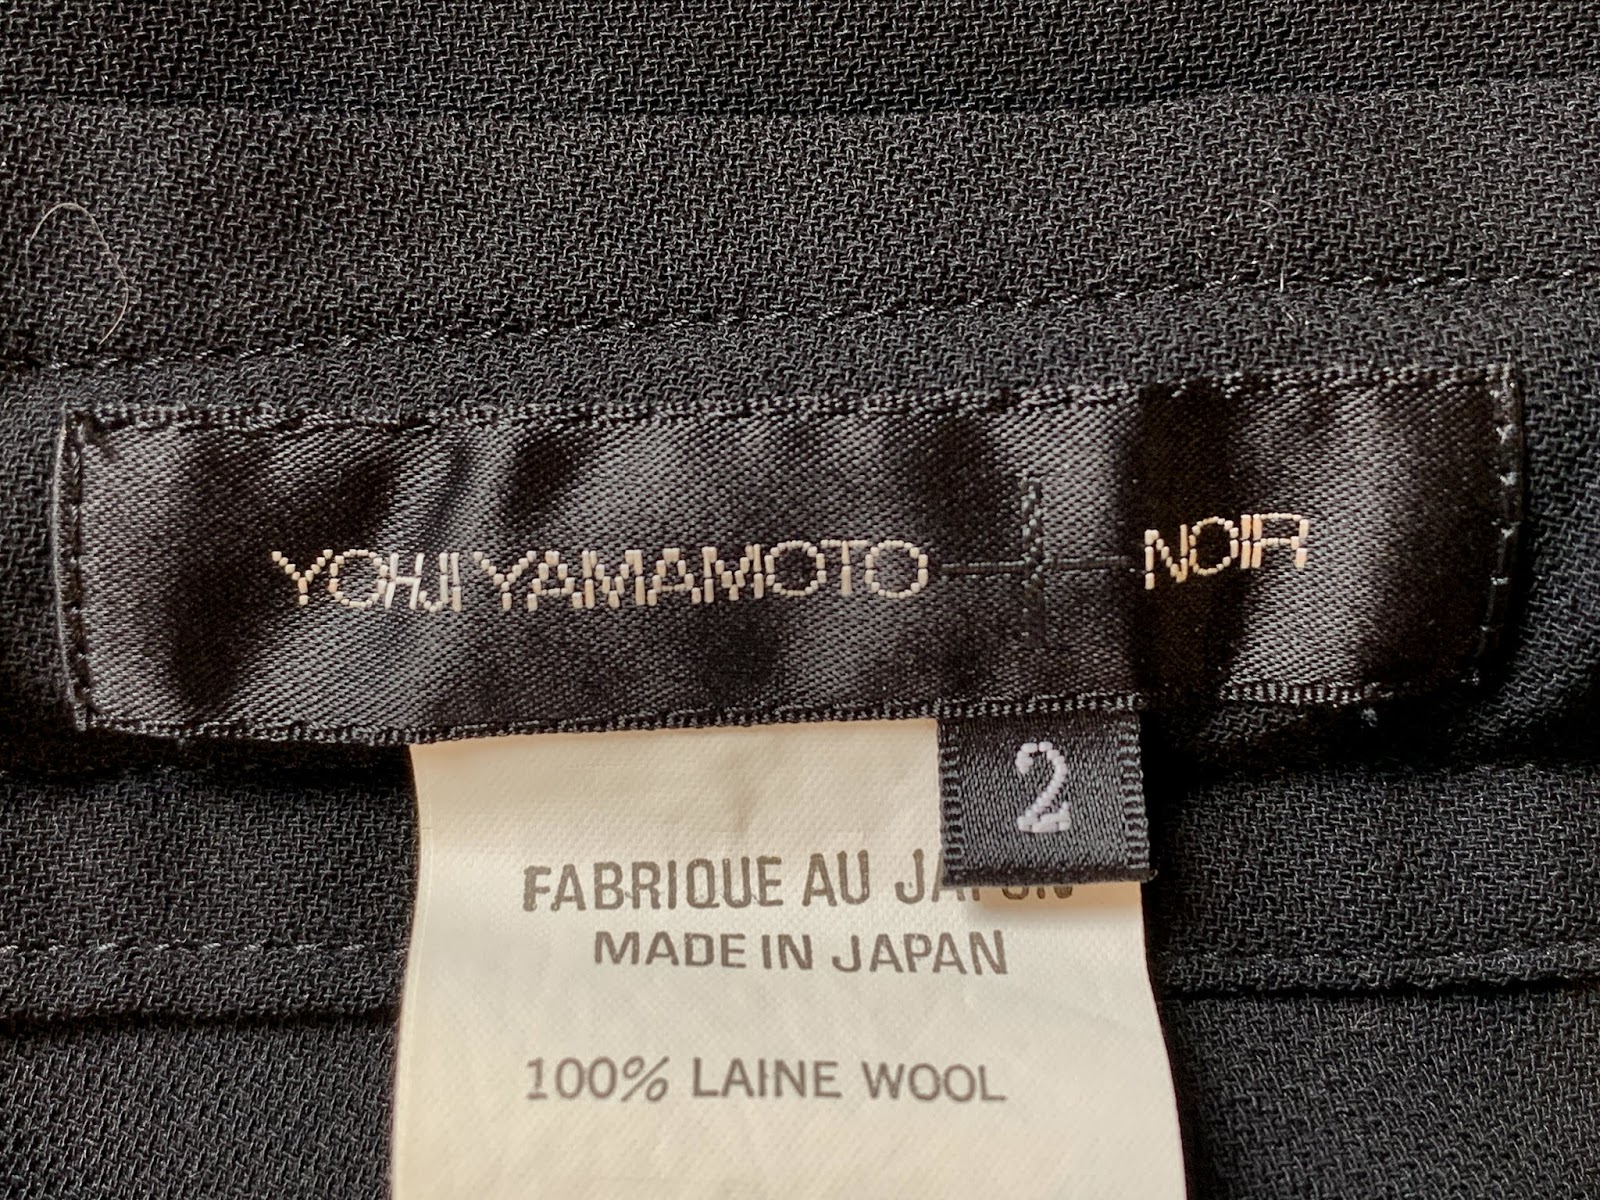 YOHJI YAMAMOTO NOIR
2
FABRIQUE AU JAPON
MADE IN JAPAN
100% LAINE WOOL